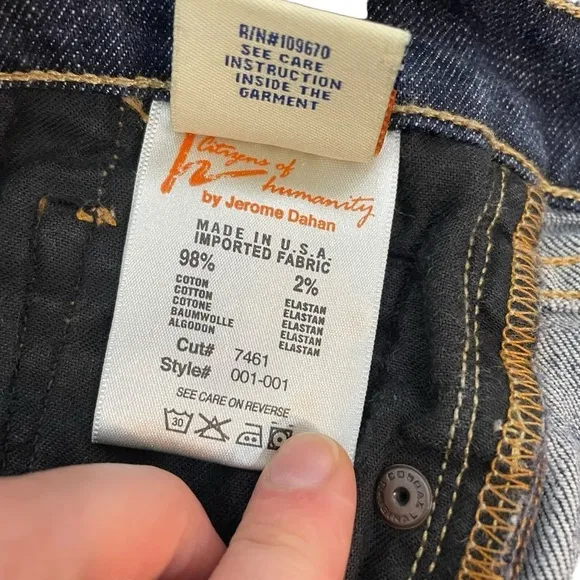 R/N#109670
SEE CARE
INSTRUCTION
INSIDE THE
GARMENT
Citizens of
humanity
by Jerome Dahan
MADE IN U.S.A.
IMPORTED FABRIC
98% 2%
COTON ELASTAN
COTTON ELASTAN
COTONE ELASTAN
BAUMWOLLE ELASTAN
ALGODON ELASTAN
Cut# 7461
Style# 001-001
SEE CARE ON REVERSE
30